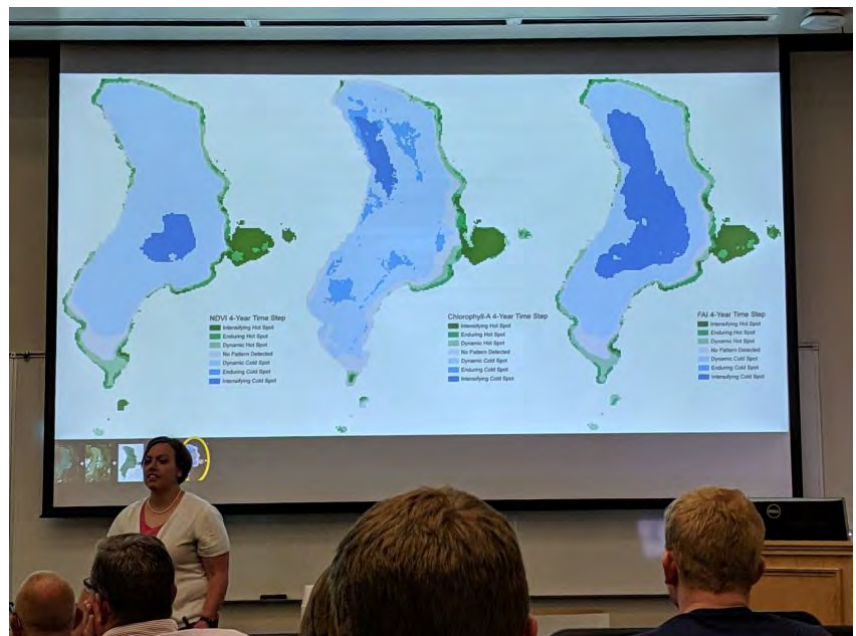 NDVI 4-Year Time Step
Intensifying Hot Spot
Enduring Hot Spot
Dynamic Hot Spot
No Pattern Detected
Dynamic Cold Spot
Enduring Cold Spot
Intensifying Cold Spot
Chlorophyll-A 4-Year Time Step
Intensifying Hot Spot
Enduring Hot Spot
Dynamic Hot Spot
No Pattern Detected
Dynamic Cold Spot
Enduring Cold Spot
Intensifying Cold Spot
FAI 4-Year Time Step
Intensifying Hot Spot
Enduring Hot Spot
Dynamic Hot Spot
No Pattern Detected
Dynamic Cold Spot
Enduring Cold Spot
Intensifying Cold Spot
DELL